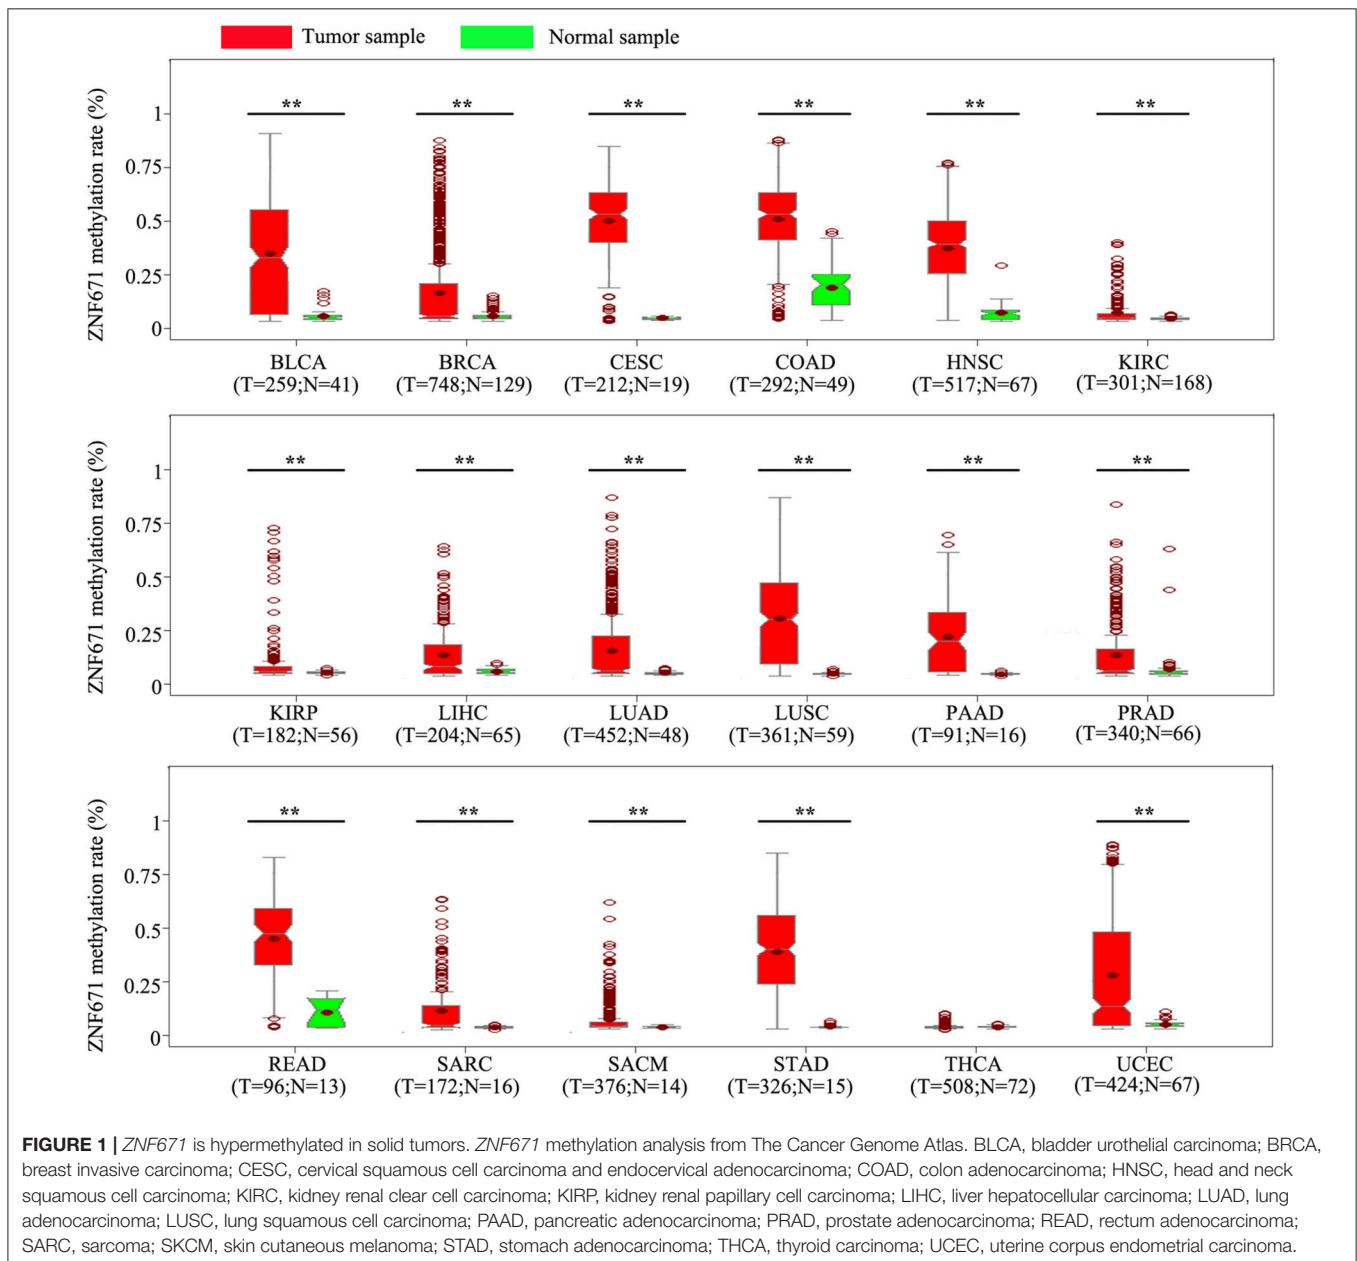 Tumor sample Normal sample
ZNF671 methylation rate (%)
1
0.75
0.5
0.25
0
** ** ** ** ** **
BLCA BRCA CESC COAD HNSC KIRC
(T=259;N=41) (T=748;N=129) (T=212;N=19) (T=292;N=49) (T=517;N=67) (T=301;N=168)
ZNF671 methylation rate (%)
1
0.75
0.5
0.25
0
** ** ** ** ** **
KIRP LIHC LUAD LUSC PAAD PRAD
(T=182;N=56) (T=204;N=65) (T=452;N=48) (T=361;N=59) (T=91;N=16) (T=340;N=66)
ZNF671 methylation rate (%)
1
0.75
0.5
0.25
0
** ** ** ** **
READ SARC SACM STAD THCA UCEC
(T=96;N=13) (T=172;N=16) (T=376;N=14) (T=326;N=15) (T=508;N=72) (T=424;N=67)
FIGURE 1 | ZNF671 is hypermethylated in solid tumors. ZNF671 methylation analysis from The Cancer Genome Atlas. BLCA, bladder urothelial carcinoma; BRCA,
breast invasive carcinoma; CESC, cervical squamous cell carcinoma and endocervical adenocarcinoma; COAD, colon adenocarcinoma; HNSC, head and neck
squamous cell carcinoma; KIRC, kidney renal clear cell carcinoma; KIRP, kidney renal papillary cell carcinoma; LIHC, liver hepatocellular carcinoma; LUAD, lung
adenocarcinoma; LUSC, lung squamous cell carcinoma; PAAD, pancreatic adenocarcinoma; PRAD, prostate adenocarcinoma; READ, rectum adenocarcinoma;
SARC, sarcoma; SKCM, skin cutaneous melanoma; STAD, stomach adenocarcinoma; THCA, thyroid carcinoma; UCEC, uterine corpus endometrial carcinoma.